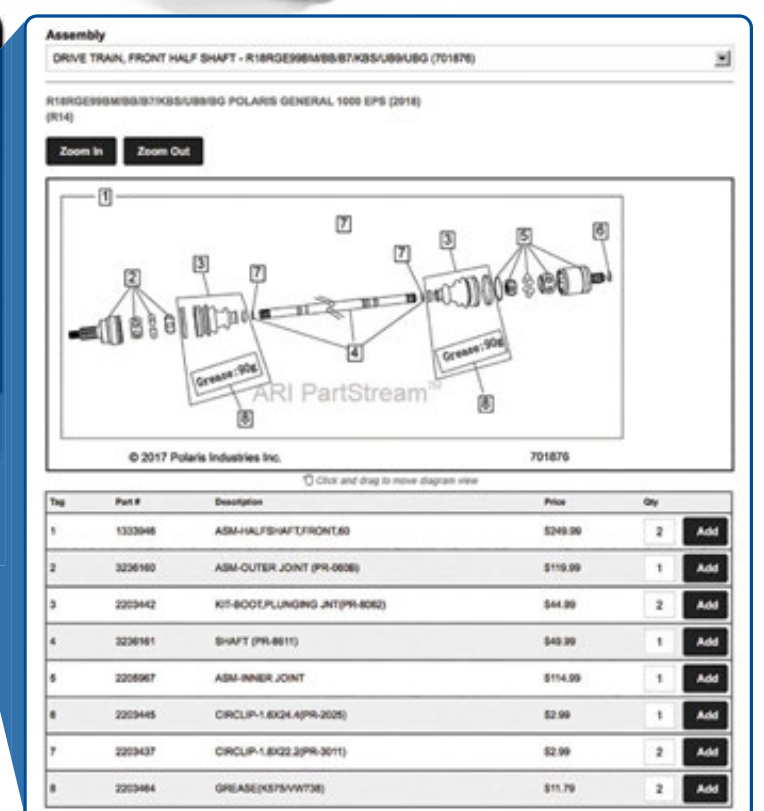 Assembly
DRIVE TRAIN, FRONT HALF SHAFT - R18RGE99BM/BB/B7/KBS/UB9/UBG (701876)
R18RGE99BM/BB/B7/KBS/UB9/BG POLARIS GENERAL 1000 EPS (2018)
(R14)
Zoom In Zoom Out
1
7
6
5
3
7
3
7
2
4
Grease:90g
Grease:90g
ARI PartStream™
8
8
© 2017 Polaris Industries Inc. 701876
Click and drag to move diagram view
Tag Part # Description Price Qty
1 1333946 ASM-HALFSHAFT,FRONT,60 $249.99 2 Add
2 3236160 ASM-OUTER JOINT (PR-060B) $119.99 1 Add
3 2203442 KIT-BOOT,PLUNGING JNT(PR-8062) $44.99 2 Add
4 3236161 SHAFT (PR-8611) $49.99 1 Add
5 2205967 ASM-INNER JOINT $114.99 1 Add
6 2203445 CIRCLIP-1.6X24.4(PR-2025) $2.99 1 Add
7 2203437 CIRCLIP-1.8X22.2(PR-3011) $2.99 2 Add
8 2203464 GREASE(K575/VW738) $11.79 2 Add